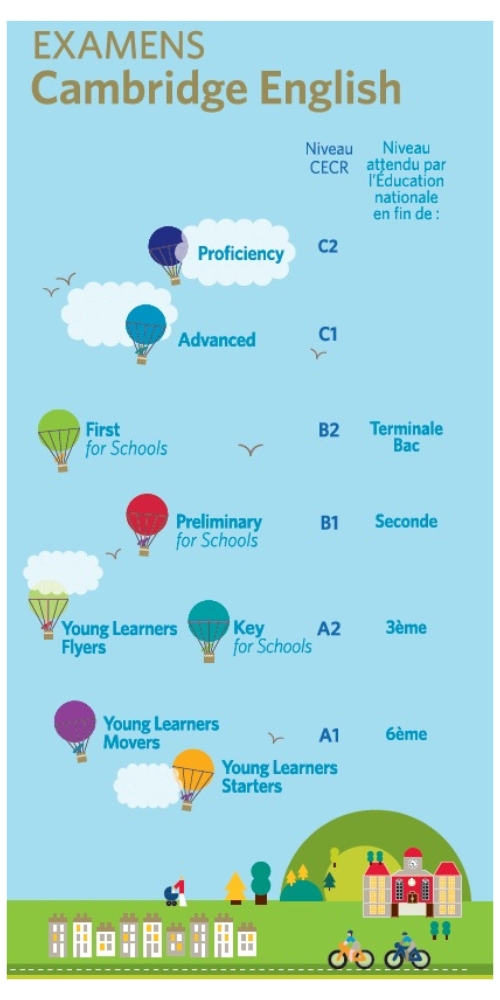 EXAMENS
Cambridge English
Niveau
CECR
Niveau
attendu par
l'Éducation
nationale
en fin de :
Proficiency
C2
Advanced
C1
First
for Schools
B2
Terminale
Bac
Preliminary
for Schools
B1
Seconde
Young Learners
Flyers
Key
for Schools
A2
3ème
Young Learners
Movers
A1
6ème
Young Learners
Starters